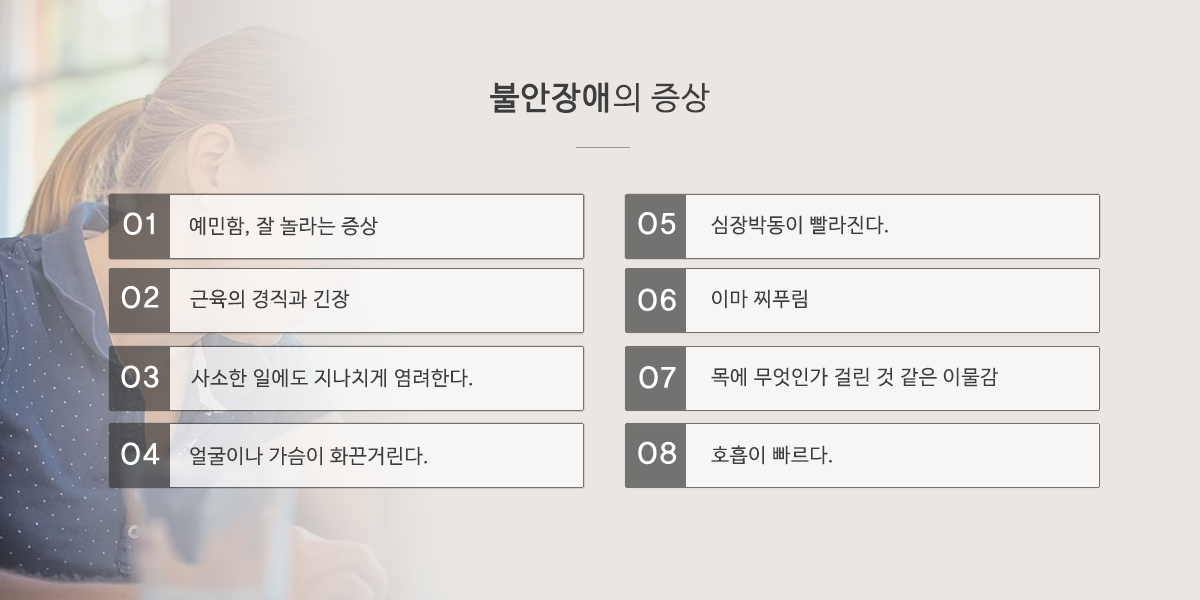 불안장애의 증상
01 예민함, 잘 놀라는 증상
02 근육의 경직과 긴장
03 사소한 일에도 지나치게 염려한다.
04 얼굴이나 가슴이 화끈거린다.
05 심장박동이 빨라진다.
06 이마 찌푸림
07 목에 무엇인가 걸린 것 같은 이물감
08 호흡이 빠르다.